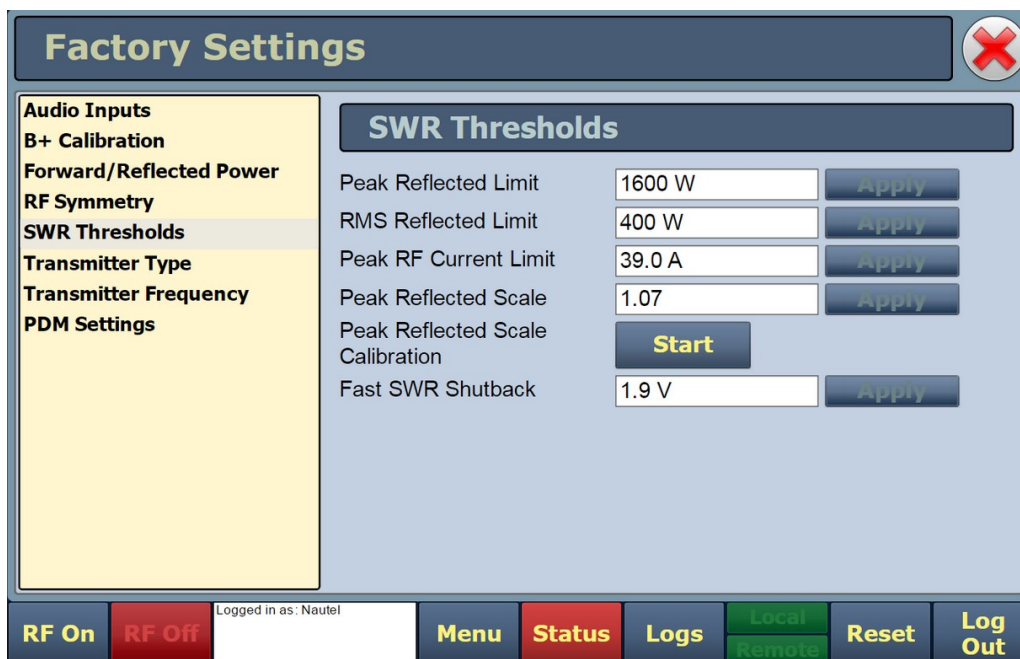 Factory Settings
Audio Inputs
B+ Calibration
Forward/Reflected Power
RF Symmetry
SWR Thresholds
Transmitter Type
Transmitter Frequency
PDM Settings
SWR Thresholds
Peak Reflected Limit 1600 W Apply
RMS Reflected Limit 400 W Apply
Peak RF Current Limit 39.0 A Apply
Peak Reflected Scale 1.07 Apply
Peak Reflected Scale
Calibration
Start
Fast SWR Shutback 1.9 V Apply
RF On
RF Off
Logged in as: Nautel
Menu
Status
Logs
Local
Remote
Reset
Log
Out